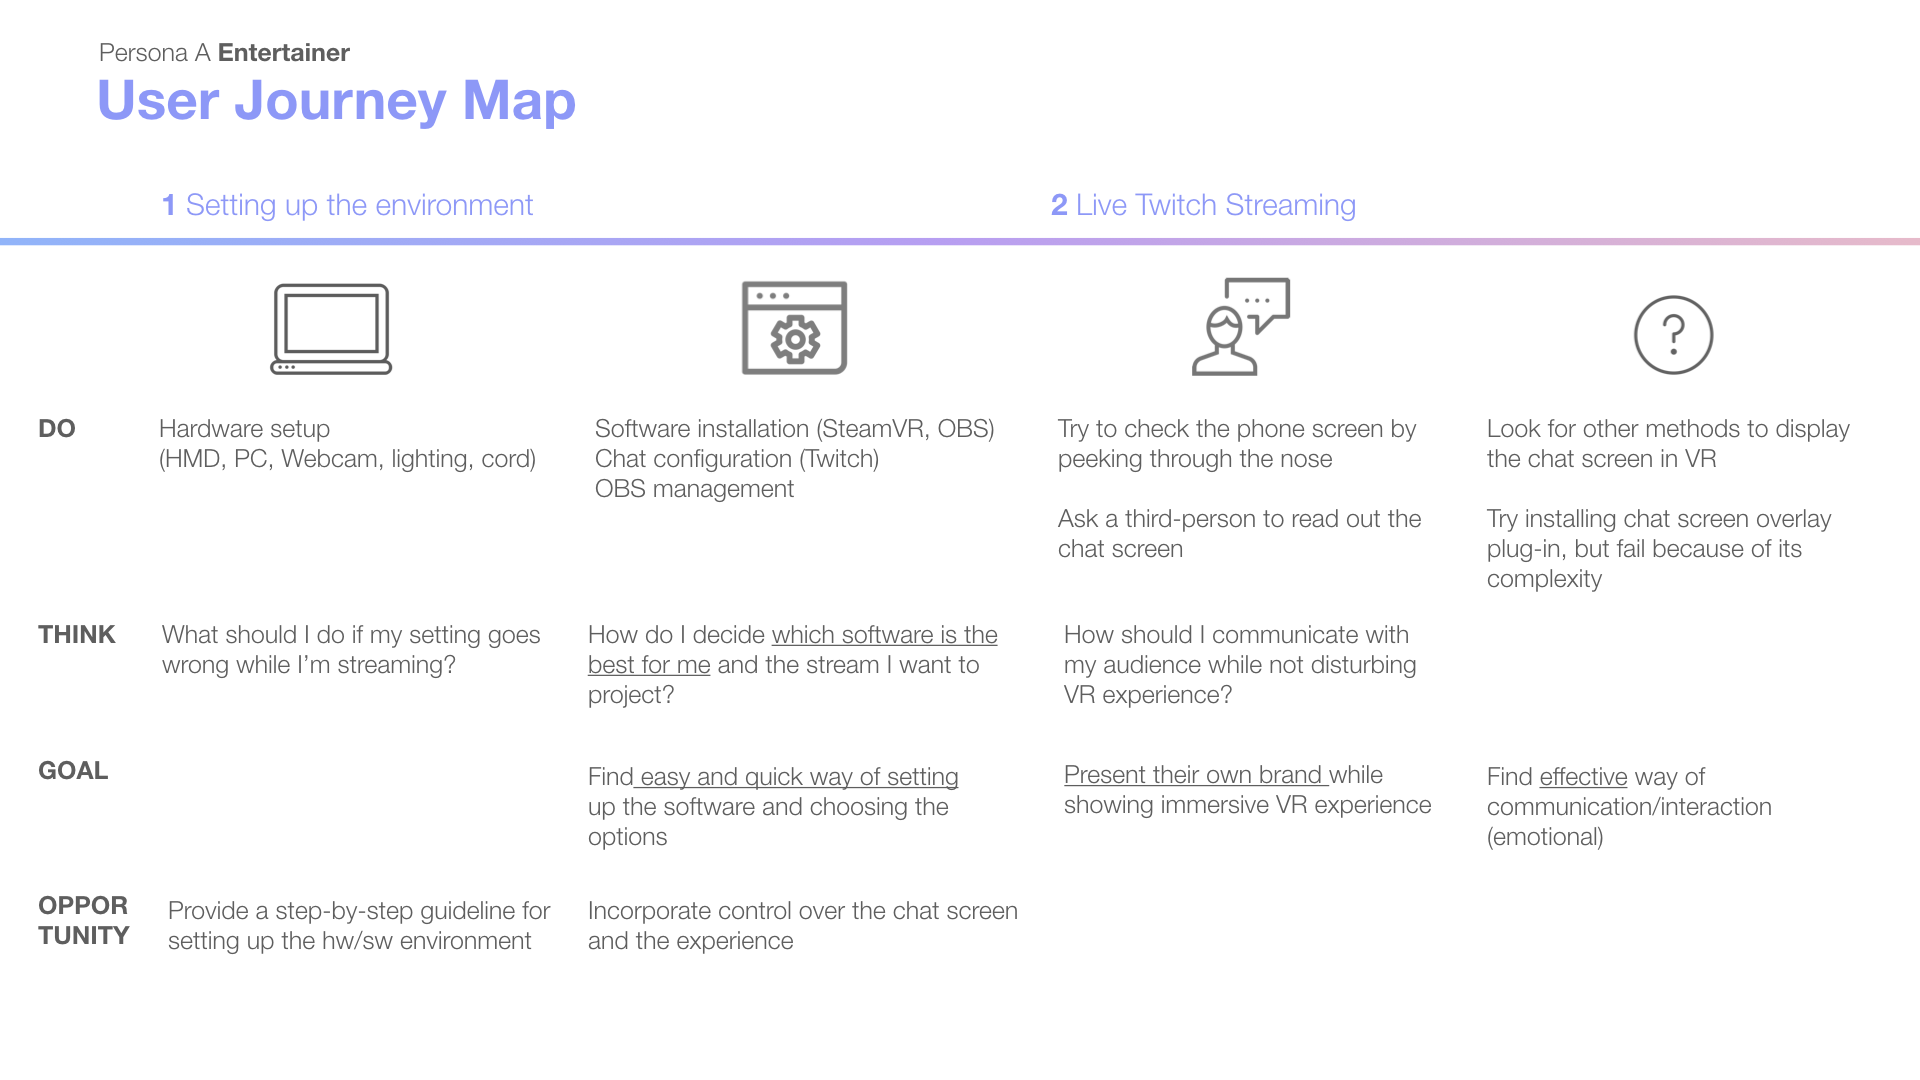 Persona A Entertainer
User Journey Map
1 Setting up the environment
2 Live Twitch Streaming
DO
Hardware setup
(HMD, PC, Webcam, lighting, cord)
Software installation (SteamVR, OBS)
Chat configuration (Twitch)
OBS management
Try to check the phone screen by
peeking through the nose
Ask a third-person to read out the
chat screen
Look for other methods to display
the chat screen in VR
Try installing chat screen overlay
plug-in, but fail because of its
complexity
THINK
What should I do if my setting goes
wrong while I’m streaming?
How do I decide which software is the
best for me and the stream I want to
project?
How should I communicate with
my audience while not disturbing
VR experience?
GOAL
Find easy and quick way of setting
up the software and choosing the
options
Present their own brand while
showing immersive VR experience
Find effective way of
communication/interaction
(emotional)
OPPOR
TUNITY
Provide a step-by-step guideline for
setting up the hw/sw environment
Incorporate control over the chat screen
and the experience